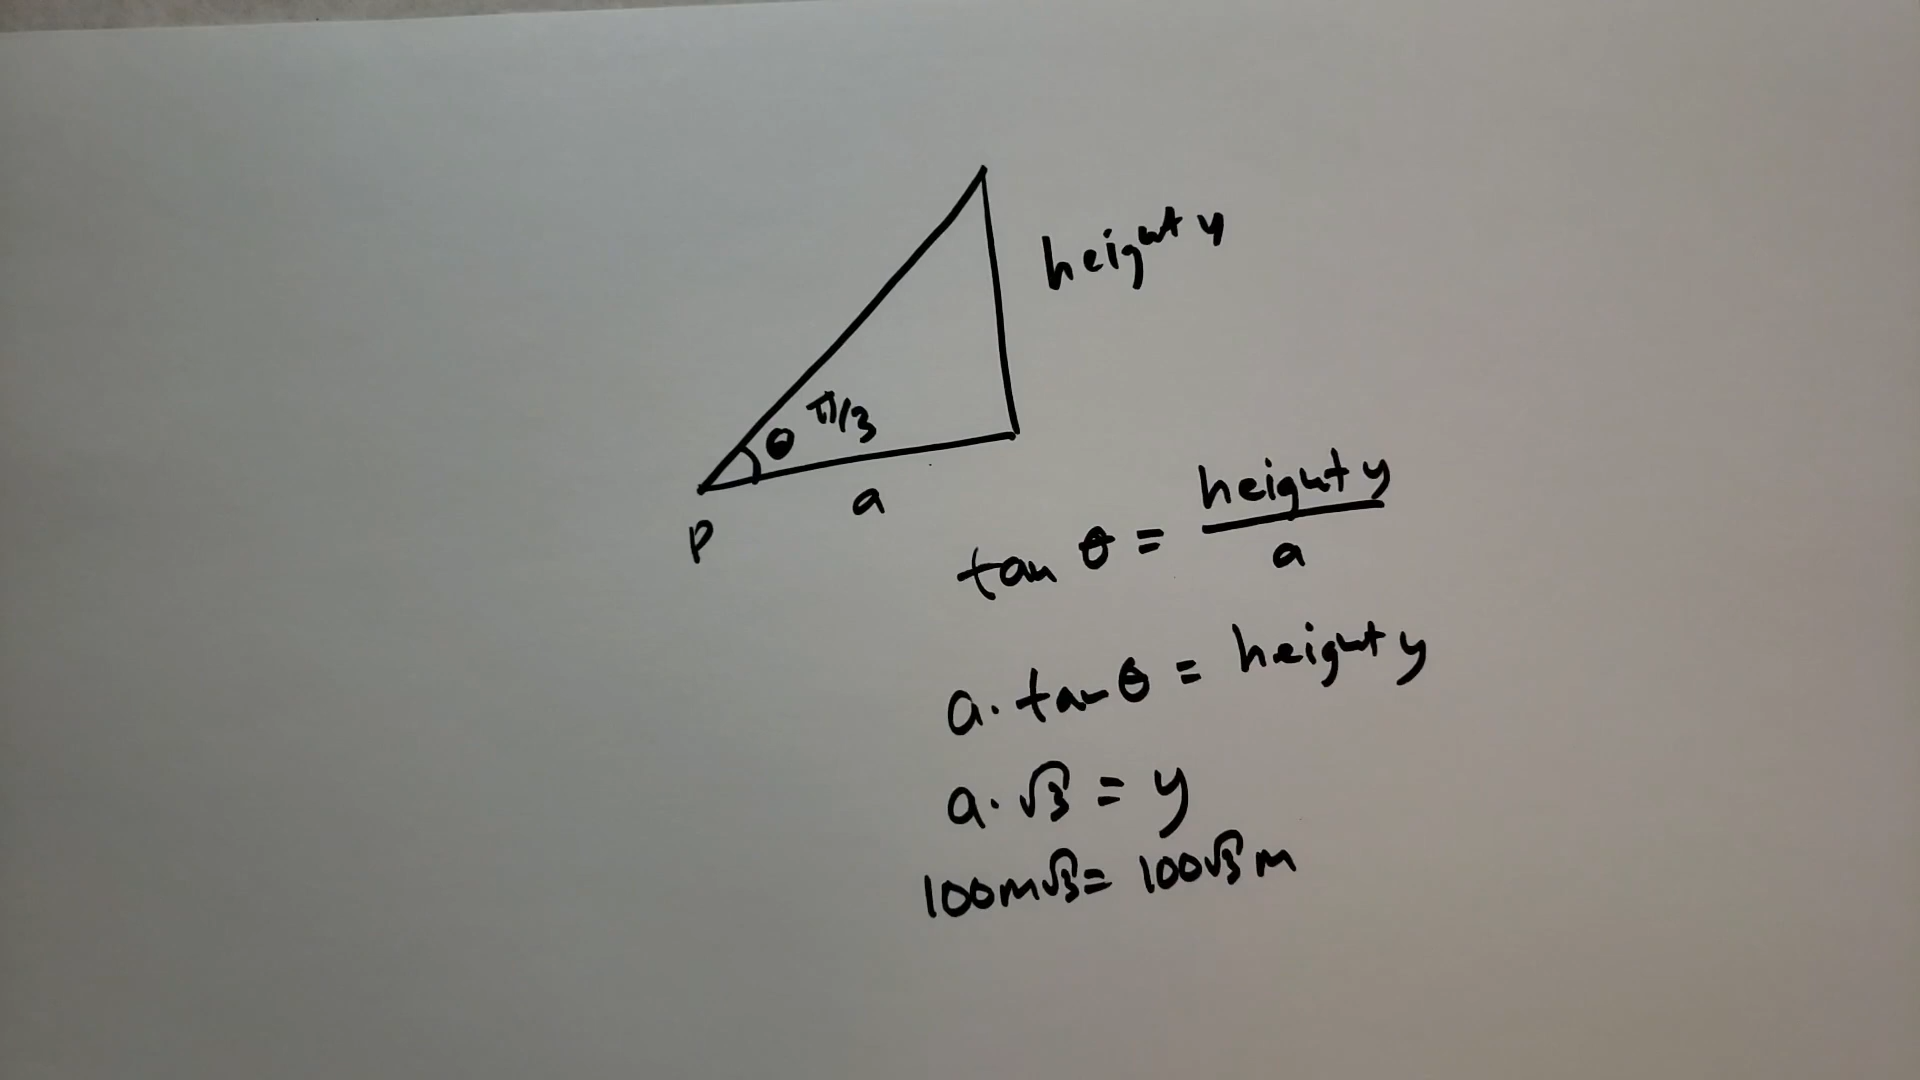 height y
θ π/3
a
P
tan θ = height y / a
a. tan θ = height y
a. √3 = y
100m√3 = 100√3 m